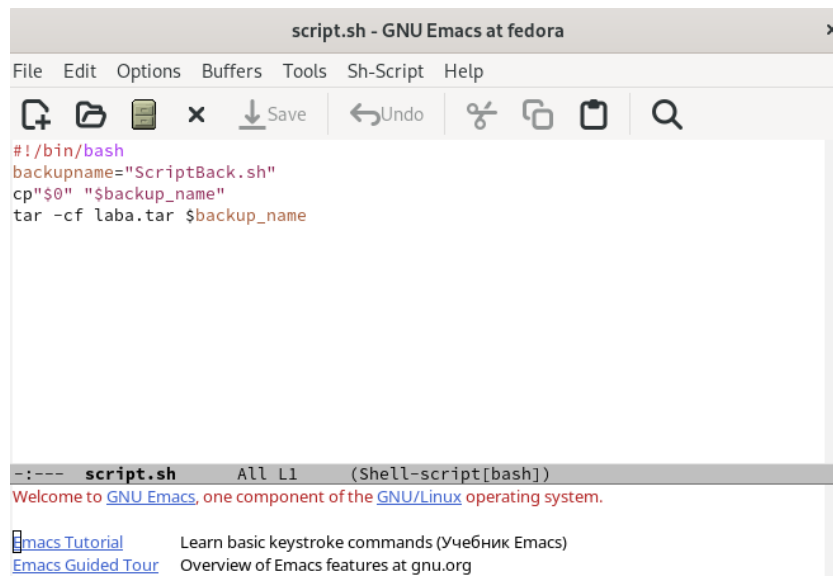 script.sh - GNU Emacs at fedora
File Edit Options Buffers Tools Sh-Script Help
Save Undo
#!/bin/bash
backupname="ScriptBack.sh"
cp"$0" "$backup_name"
tar -cf laba.tar $backup_name
-:--- script.sh All L1 (Shell-script[bash])
Welcome to GNU Emacs, one component of the GNU/Linux operating system.
Emacs Tutorial Learn basic keystroke commands (Учебник Emacs)
Emacs Guided Tour Overview of Emacs features at gnu.org